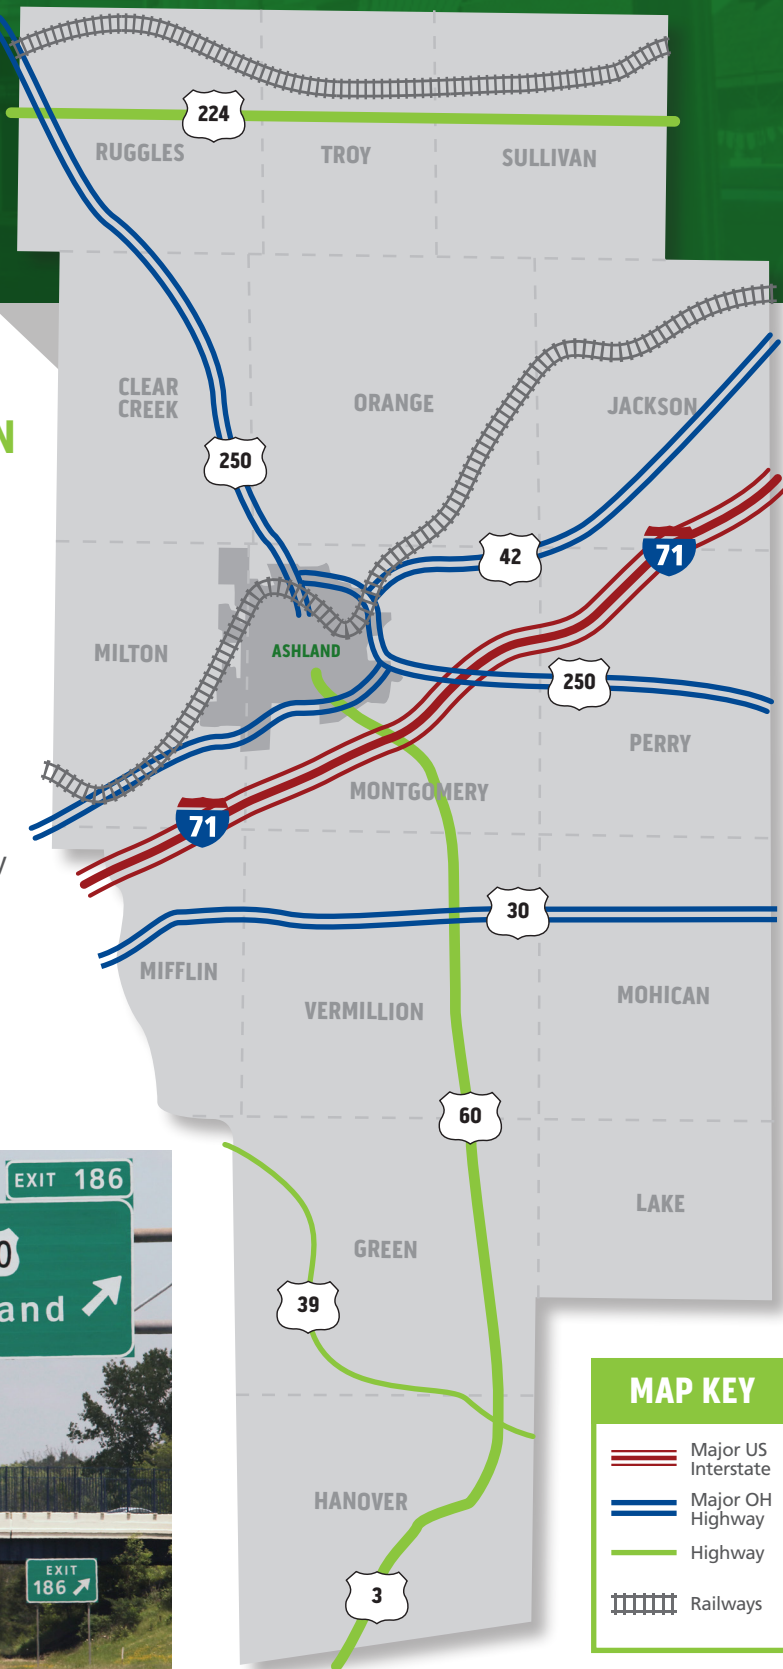 224
RUGGLES
TROY
SULLIVAN
CLEAR
CREEK
ORANGE
JACKSON
N
250
42
71
MILTON
ASHLAND
250
PERRY
MONTGOMERY
71
y
30
MIFFLIN
VERMILLION
MOHICAN
60
EXIT 186
0
and
LAKE
GREEN
39
MAP KEY
Major US
Interstate
Major OH
Highway
Highway
Railways
HANOVER
EXIT
186
3